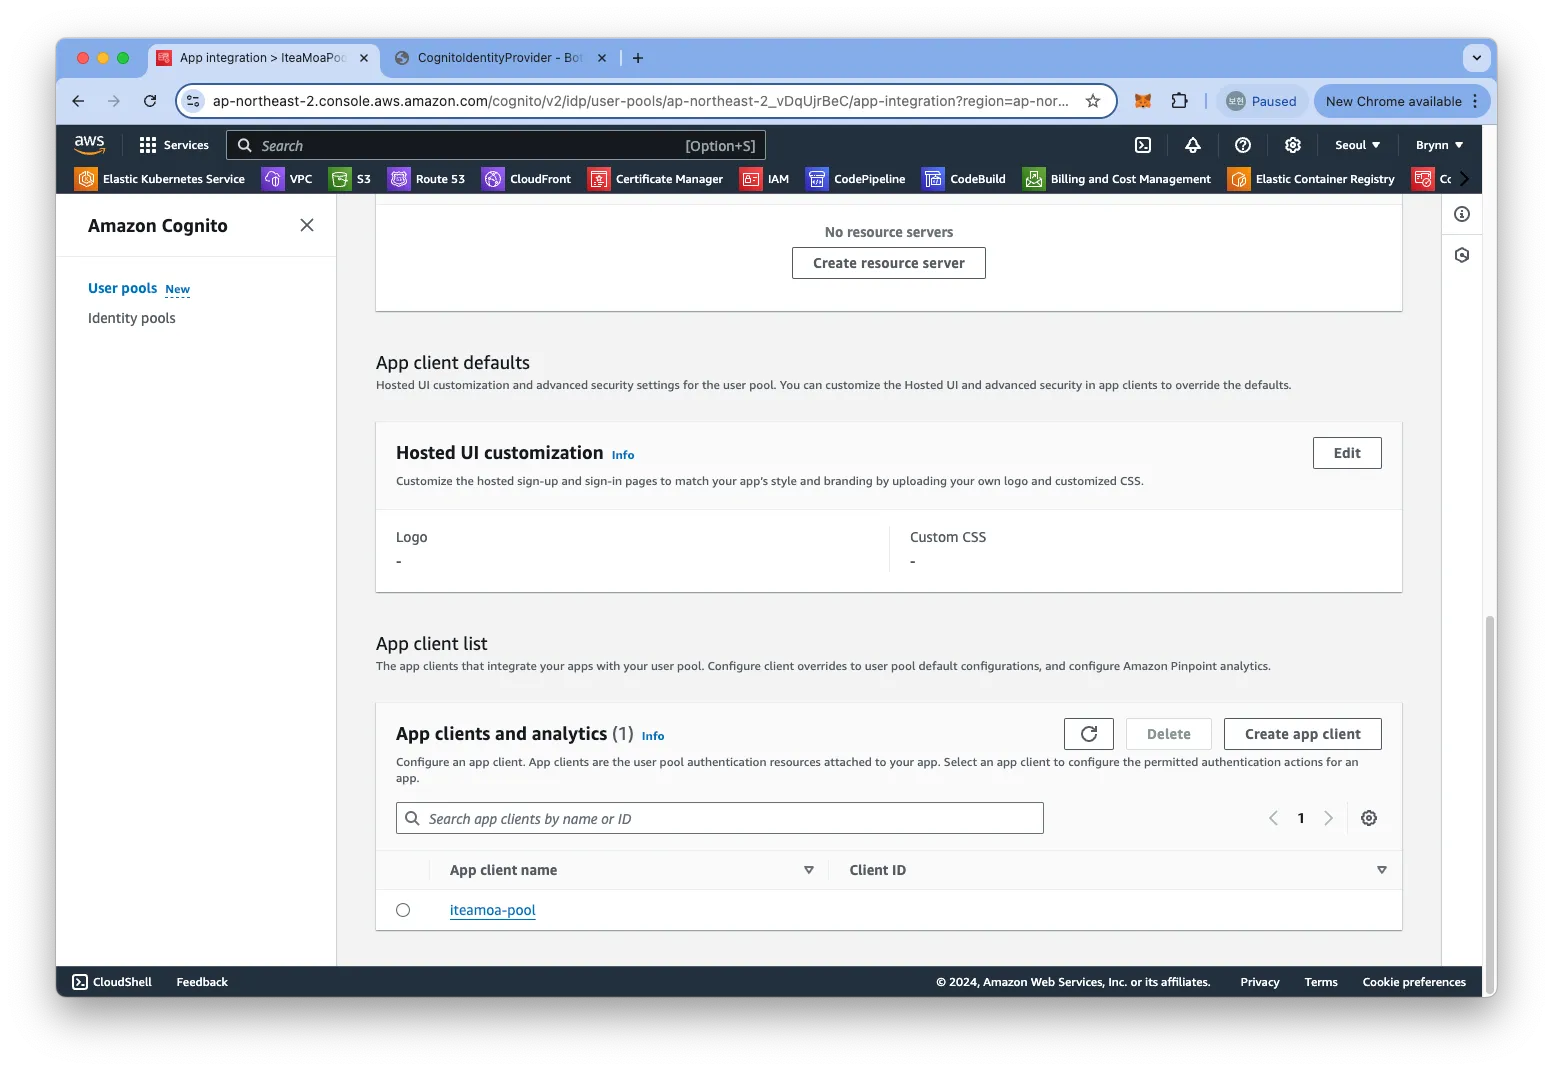 App integration > IteaMoaPoo
CognitoIdentityProvider - Bot
ap-northeast-2.console.aws.amazon.com/cognito/v2/idp/user-pools/ap-northeast-2_vDqUjrBeC/app-integration?region=ap-nor...
보현 Paused
New Chrome available
aws
Services
Search [Option+S]
Seoul
Brynn
Elastic Kubernetes Service
VPC
S3
Route 53
CloudFront
Certificate Manager
IAM
CodePipeline
CodeBuild
Billing and Cost Management
Elastic Container Registry
Co
Amazon Cognito
User pools New
Identity pools
No resource servers
Create resource server
App client defaults
Hosted UI customization and advanced security settings for the user pool. You can customize the Hosted UI and advanced security in app clients to override the defaults.
Hosted UI customization Info
Edit
Customize the hosted sign-up and sign-in pages to match your app's style and branding by uploading your own logo and customized CSS.
Logo
-
Custom CSS
-
App client list
The app clients that integrate your apps with your user pool. Configure client overrides to user pool default configurations, and configure Amazon Pinpoint analytics.
App clients and analytics (1) Info
Delete
Create app client
Configure an app client. App clients are the user pool authentication resources attached to your app. Select an app client to configure the permitted authentication actions for an
app.
Search app clients by name or ID
1
App client name
Client ID
iteamoa-pool
CloudShell
Feedback
© 2024, Amazon Web Services, Inc. or its affiliates.
Privacy
Terms
Cookie preferences